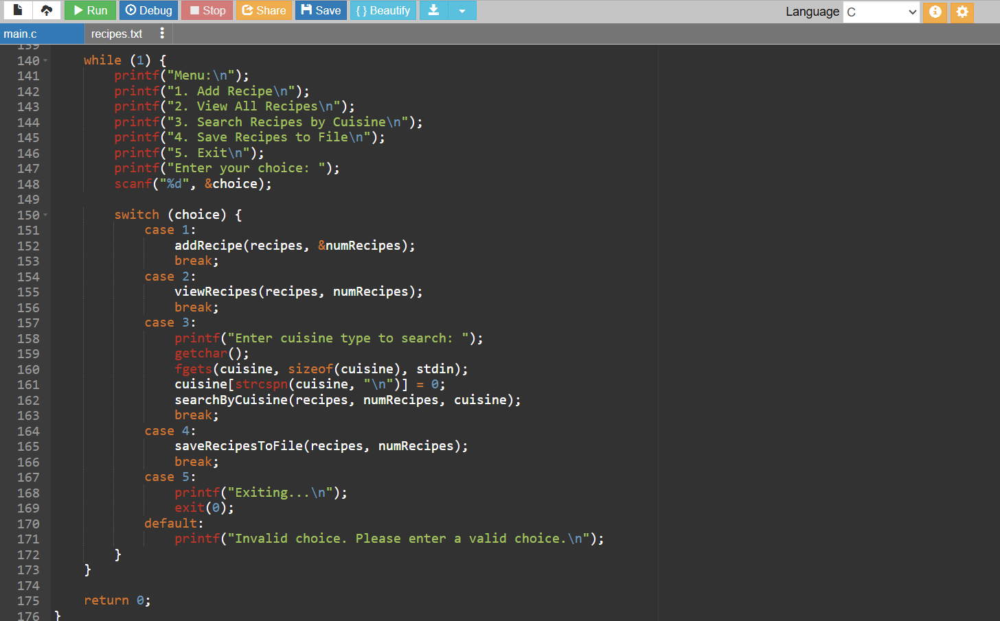 Run Debug Stop Share Save { } Beautify Language C
main.c recipes.txt
139
140 while (1) {
141 printf("Menu:\n");
142 printf("1. Add Recipe\n");
143 printf("2. View All Recipes\n");
144 printf("3. Search Recipes by Cuisine\n");
145 printf("4. Save Recipes to File\n");
146 printf("5. Exit\n");
147 printf("Enter your choice: ");
148 scanf("%d", &choice);
149
150 switch (choice) {
151 case 1:
152 addRecipe(recipes, &numRecipes);
153 break;
154 case 2:
155 viewRecipes(recipes, numRecipes);
156 break;
157 case 3:
158 printf("Enter cuisine type to search: ");
159 getchar();
160 fgets(cuisine, sizeof(cuisine), stdin);
161 cuisine[strcspn(cuisine, "\n")] = 0;
162 searchByCuisine(recipes, numRecipes, cuisine);
163 break;
164 case 4:
165 saveRecipesToFile(recipes, numRecipes);
166 break;
167 case 5:
168 printf("Exiting...\n");
169 exit(0);
170 default:
171 printf("Invalid choice. Please enter a valid choice.\n");
172 }
173 }
174
175 return 0;
176 }